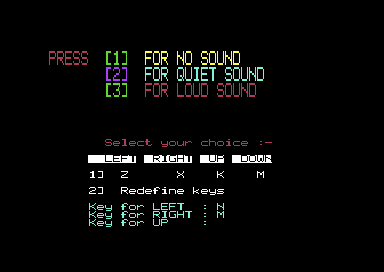 PRESS [1] FOR NO SOUND
[2] FOR QUIET SOUND
[3] FOR LOUD SOUND
Select your choice :-
LEFT RIGHT UP DOWN
1] Z X K M
2] Redefine keys
Key for LEFT : N
Key for RIGHT : M
Key for UP :